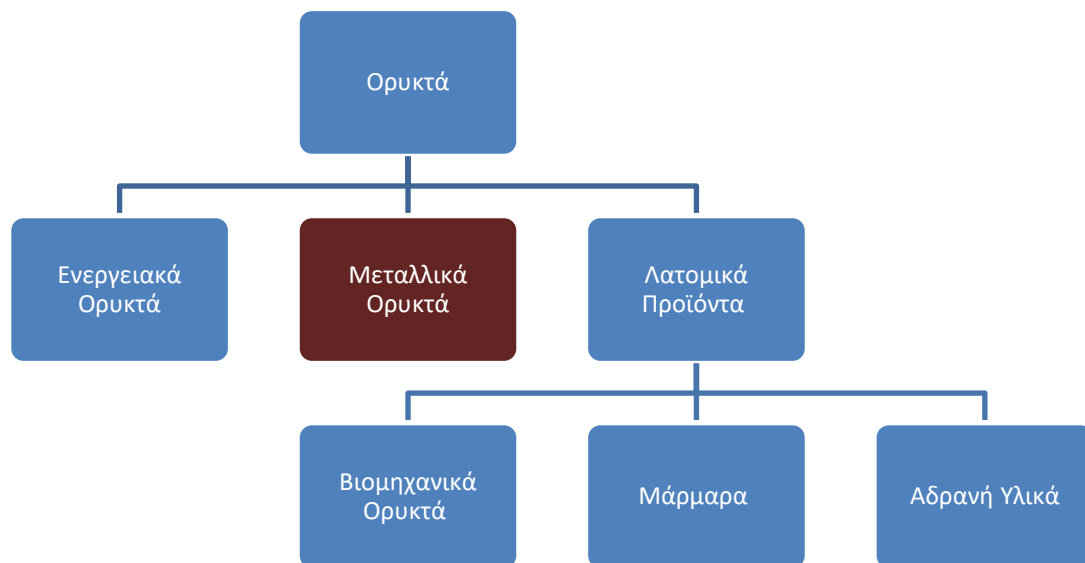 Ορυκτά
Ενεργειακά
Ορυκτά
Μεταλλικά
Ορυκτά
Λατομικά
Προϊόντα
Βιομηχανικά
Ορυκτά
Μάρμαρα
Αδρανή Υλικά